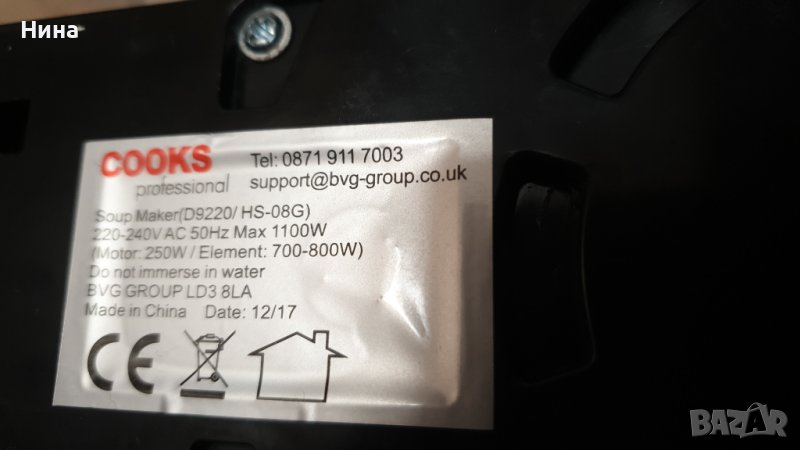 Нина
COOKS
professional
Tel: 0871 911 7003
support@bvg-group.co.uk
Soup Maker(D9220/ HS-08G)
220-240V AC 50Hz Max 1100W
(Motor: 250W / Element: 700-800W)
Do not immerse in water
BVG GROUP LD3 8LA
Made in China Date: 12/17
CE
BAZAR